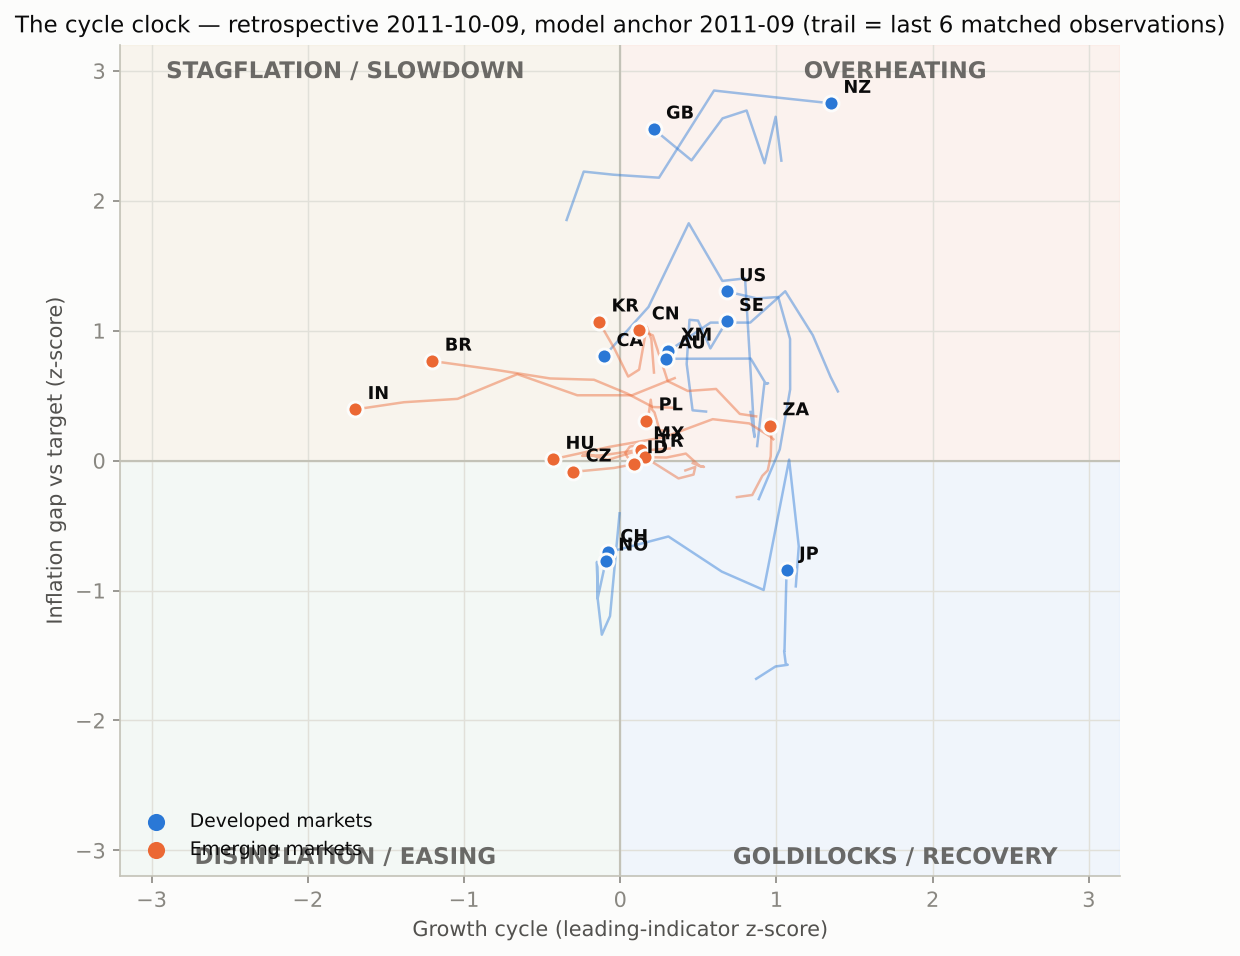 The cycle clock — retrospective 2011-10-09, model anchor 2011-09 (trail = last 6 matched observations)
STAGFLATION / SLOWDOWN
OVERHEATING
NZ
GB
US
SE
KR
CN
CA
XM
AU
BR
IN
PL
ZA
MX
TR
ID
HU
CZ
CH
NO
JP
3
2
1
0
−1
−2
−3
Inflation gap vs target (z-score)
Developed markets
Emerging markets
DISINFLATION / EASING
GOLDILOCKS / RECOVERY
−3
−2
−1
0
1
2
3
Growth cycle (leading-indicator z-score)